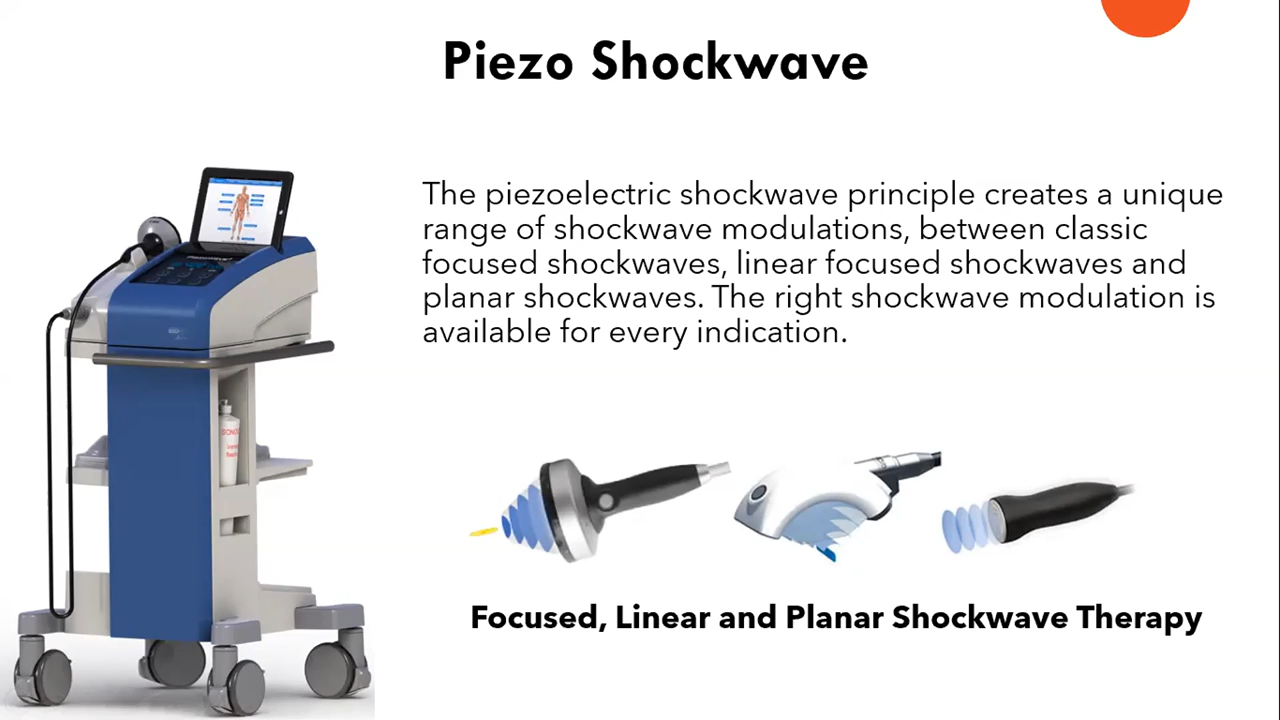 Piezo Shockwave
The piezoelectric shockwave principle creates a unique
range of shockwave modulations, between classic
focused shockwaves, linear focused shockwaves and
planar shockwaves. The right shockwave modulation is
available for every indication.
Focused, Linear and Planar Shockwave Therapy